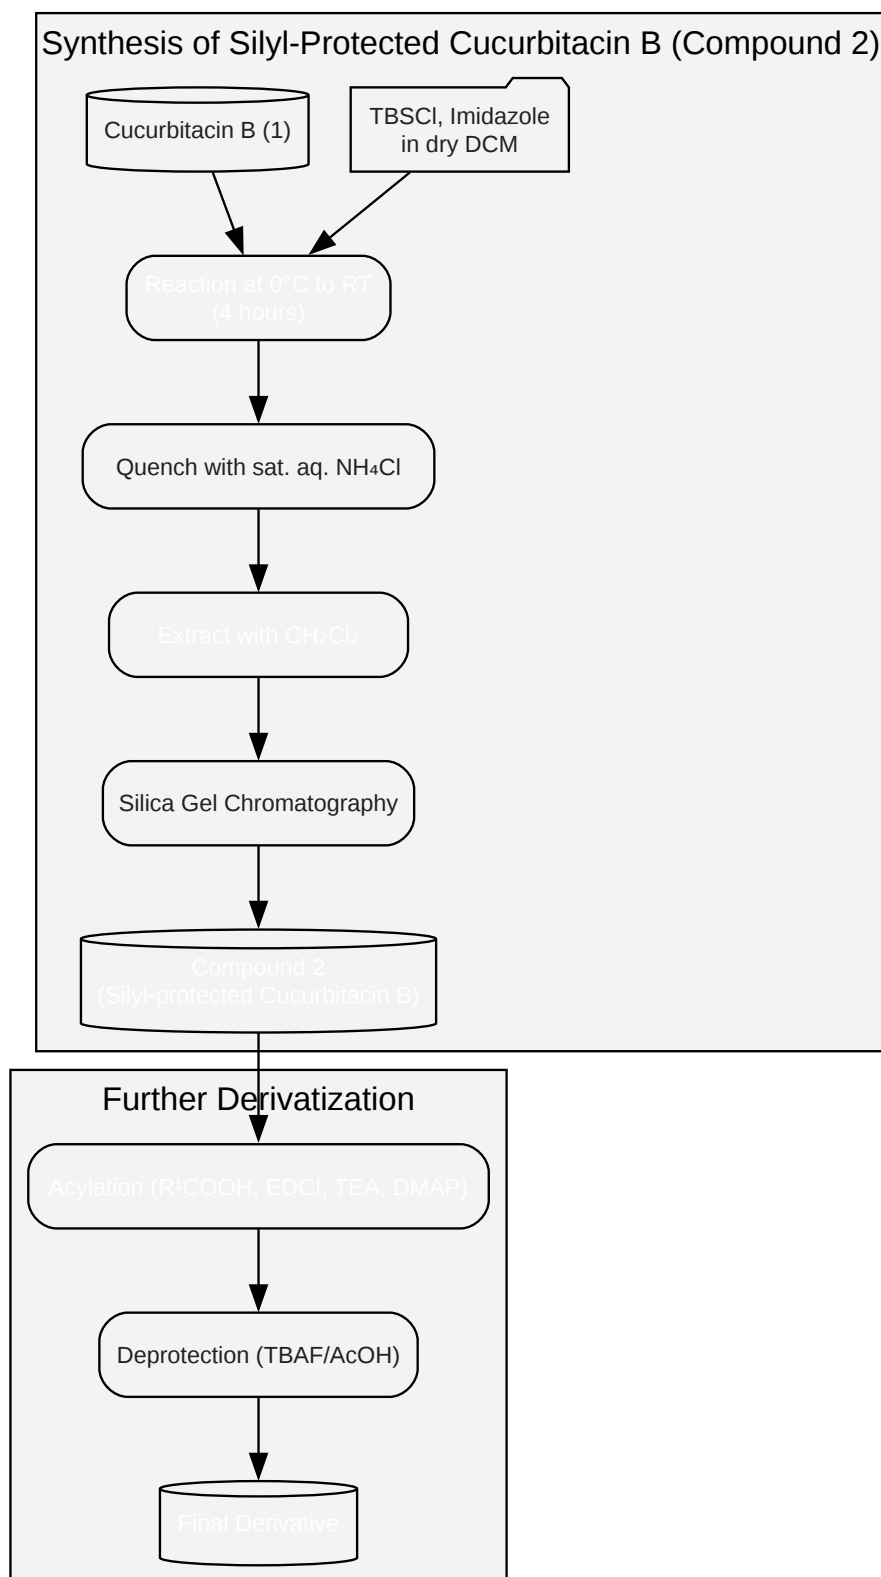 Synthesis of Silyl-Protected Cucurbitacin B (Compound 2)
Cucurbitacin B (1)
TBSCl, Imidazole
in dry DCM
Reaction at 0°C to RT
(4 hours)
Quench with sat. aq. NH₄Cl
Extract with CH₂Cl₂
Silica Gel Chromatography
Compound 2
(Silyl-protected Cucurbitacin B)
Further Derivatization
Acylation (R¹COOH, EDCI, TEA, DMAP)
Deprotection (TBAF/AcOH)
Final Derivative